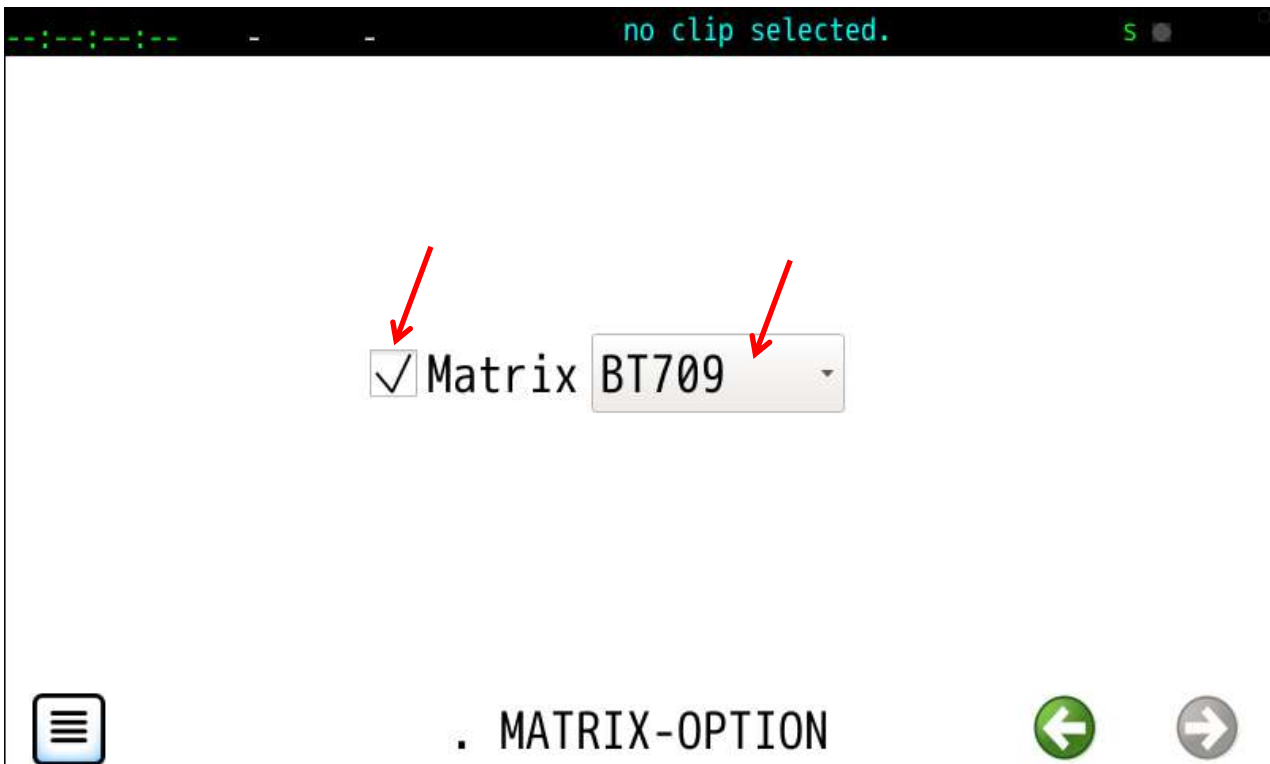 --:--:--:-- - - no clip selected. S
Matrix BT709
. MATRIX-OPTION